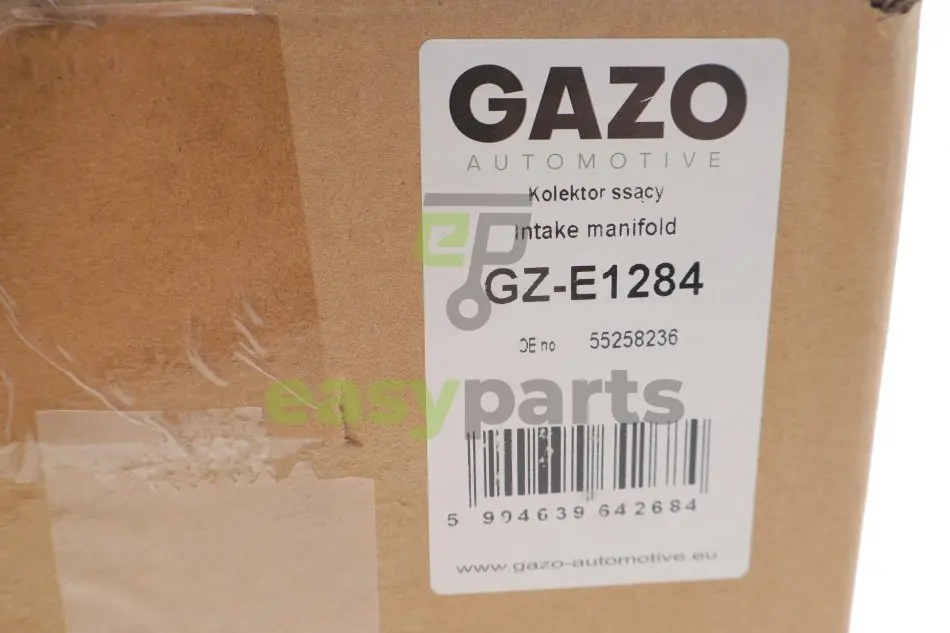 GAZO
AUTOMOTIVE
Kolektor ssący
Intake manifold
ep
GZ-E1284
OE no 55258236
easyparts
5 904639 642684
www.gazo-automotive.eu